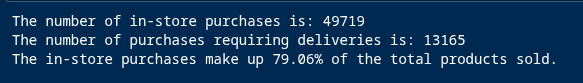 The number of in-store purchases is: 49719
The number of purchases requiring deliveries is: 13165
The in-store purchases make up 79.06% of the total products sold.